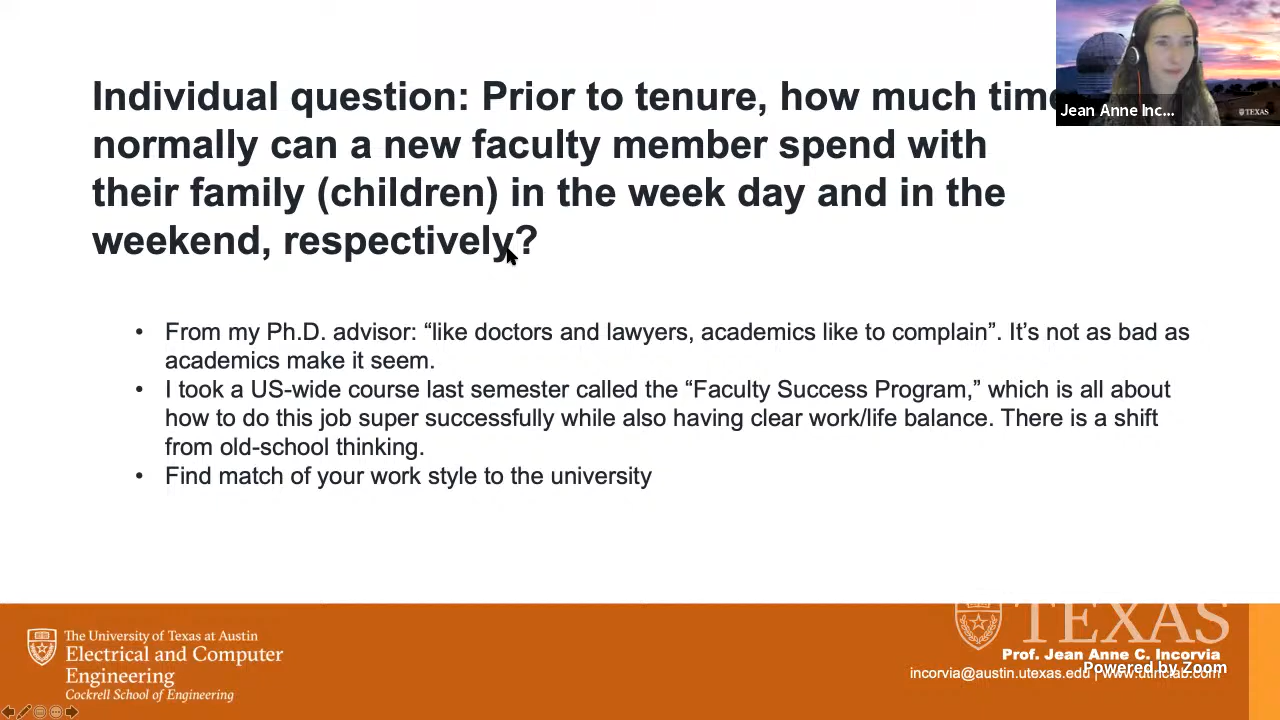 Individual question: Prior to tenure, how much time
normally can a new faculty member spend with
their family (children) in the week day and in the
weekend, respectively?
Jean Anne Inc...
TEXAS
• From my Ph.D. advisor: “like doctors and lawyers, academics like to complain”. It’s not as bad as
academics make it seem.
• I took a US-wide course last semester called the “Faculty Success Program,” which is all about
how to do this job super successfully while also having clear work/life balance. There is a shift
from old-school thinking.
• Find match of your work style to the university
The University of Texas at Austin
Electrical and Computer
Engineering
Cockrell School of Engineering
TEXAS
Prof. Jean Anne C. Incorvia
Powered by Zoom
incorvia@austin.utexas.edu | www.utinclab.com